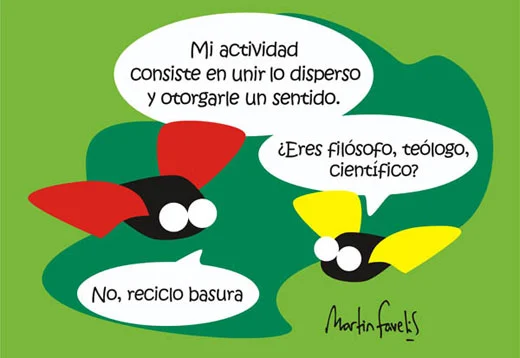 Mi actividad
consiste en unir lo disperso
y otorgarle un sentido.
¿Eres filósofo, teólogo,
científico?
No, reciclo basura
Martin Favelis